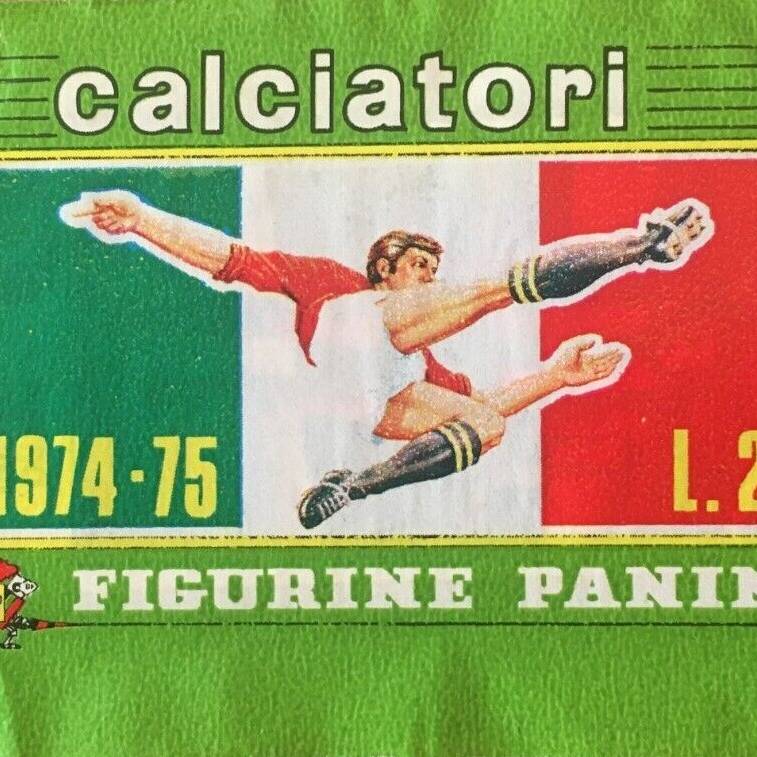 calciatori
1974-75
L. 2
FIGURINE PANIN